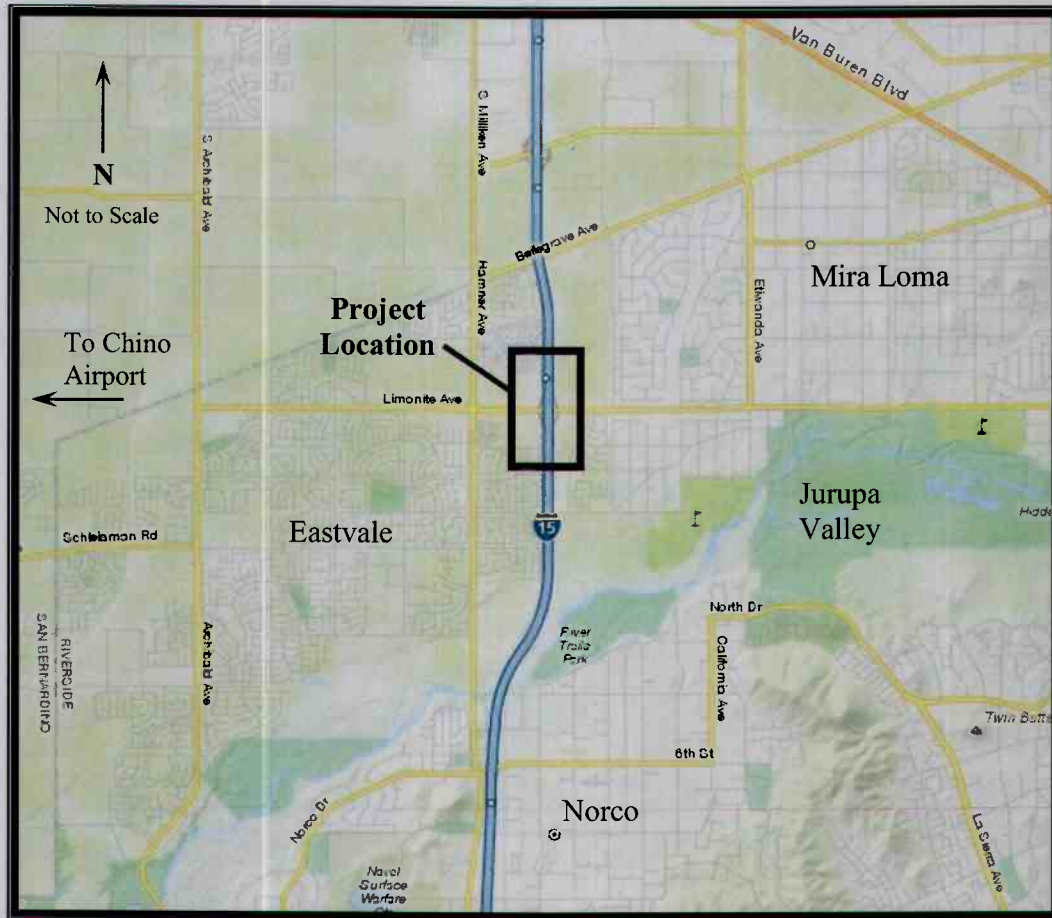 Van Buren Blvd
S Archibald Ave
S Milliken Ave
N
Not to Scale
Bellegrave Ave
Hamner Ave
Etiwanda Ave
Mira Loma
Project
Location
To Chino
Airport
Limonite Ave
Jurupa
Valley
15
Eastvale
Schleisman Rd
North Dr
River
Trails
Park
RIVERSIDE
SAN BERNARDINO
Archibald Ave
California Ave
Twin Butte
6th St
Norco Dr
Norco
La Sierra Ave
Naval
Surface
Warfare